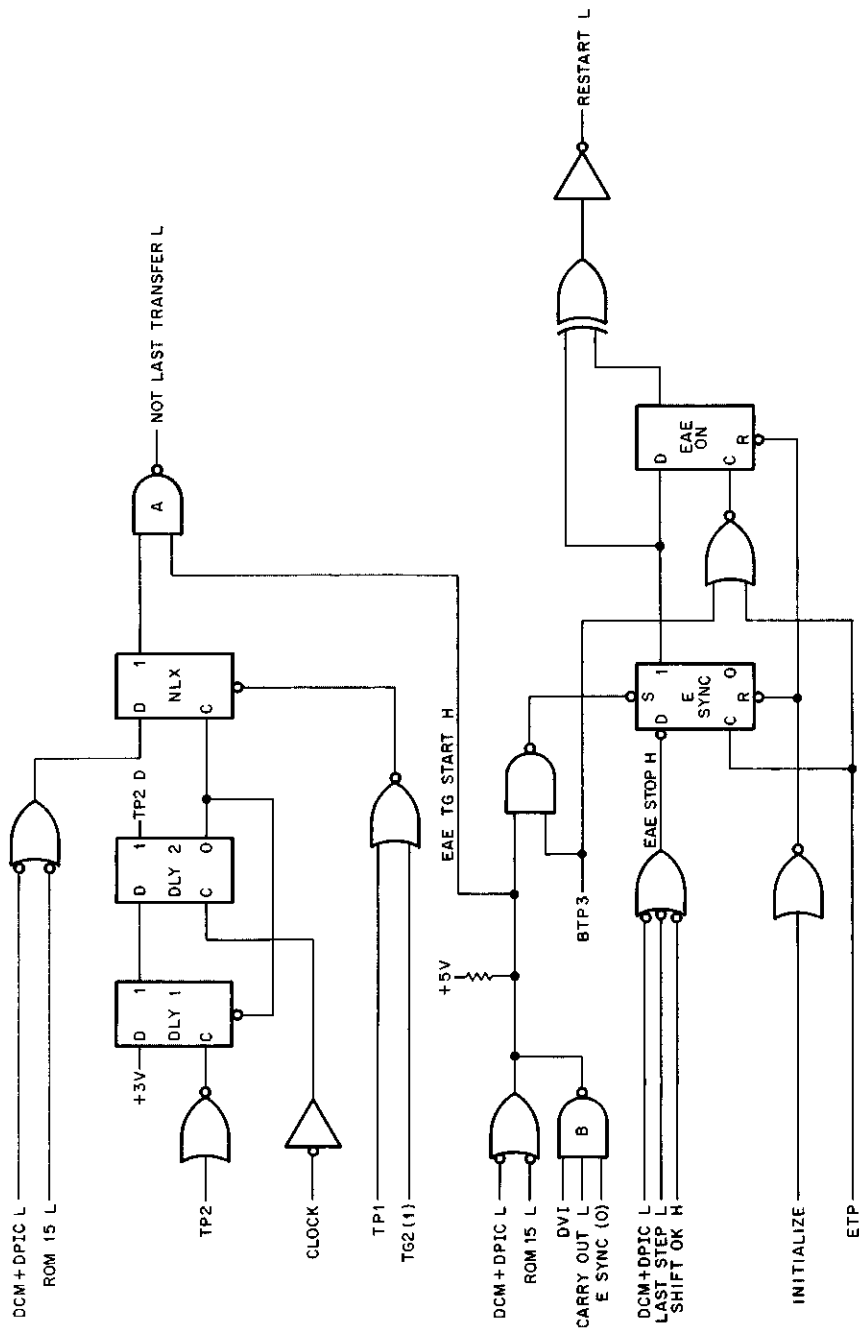 DCM + DPIC L
ROM 15 L
TP2
+3V
D 1
DLY 1
C
D 1
DLY 2
C 0
TP2 D
D 1
NLX
C
A
NOT LAST TRANSFER L
CLOCK
TP1
TG2 (1)
EAE TG START H
+5V
DCM + DPIC L
ROM 15 L
DVI
CARRY OUT L
E SYNC (0)
B
BTP3
DCM + DPIC L
LAST STEP L
SHIFT OK H
EAE STOP H
S
D 1
E
SYNC
C R 0
D
EAE
ON
C R
RESTART L
INITIALIZE
ETP